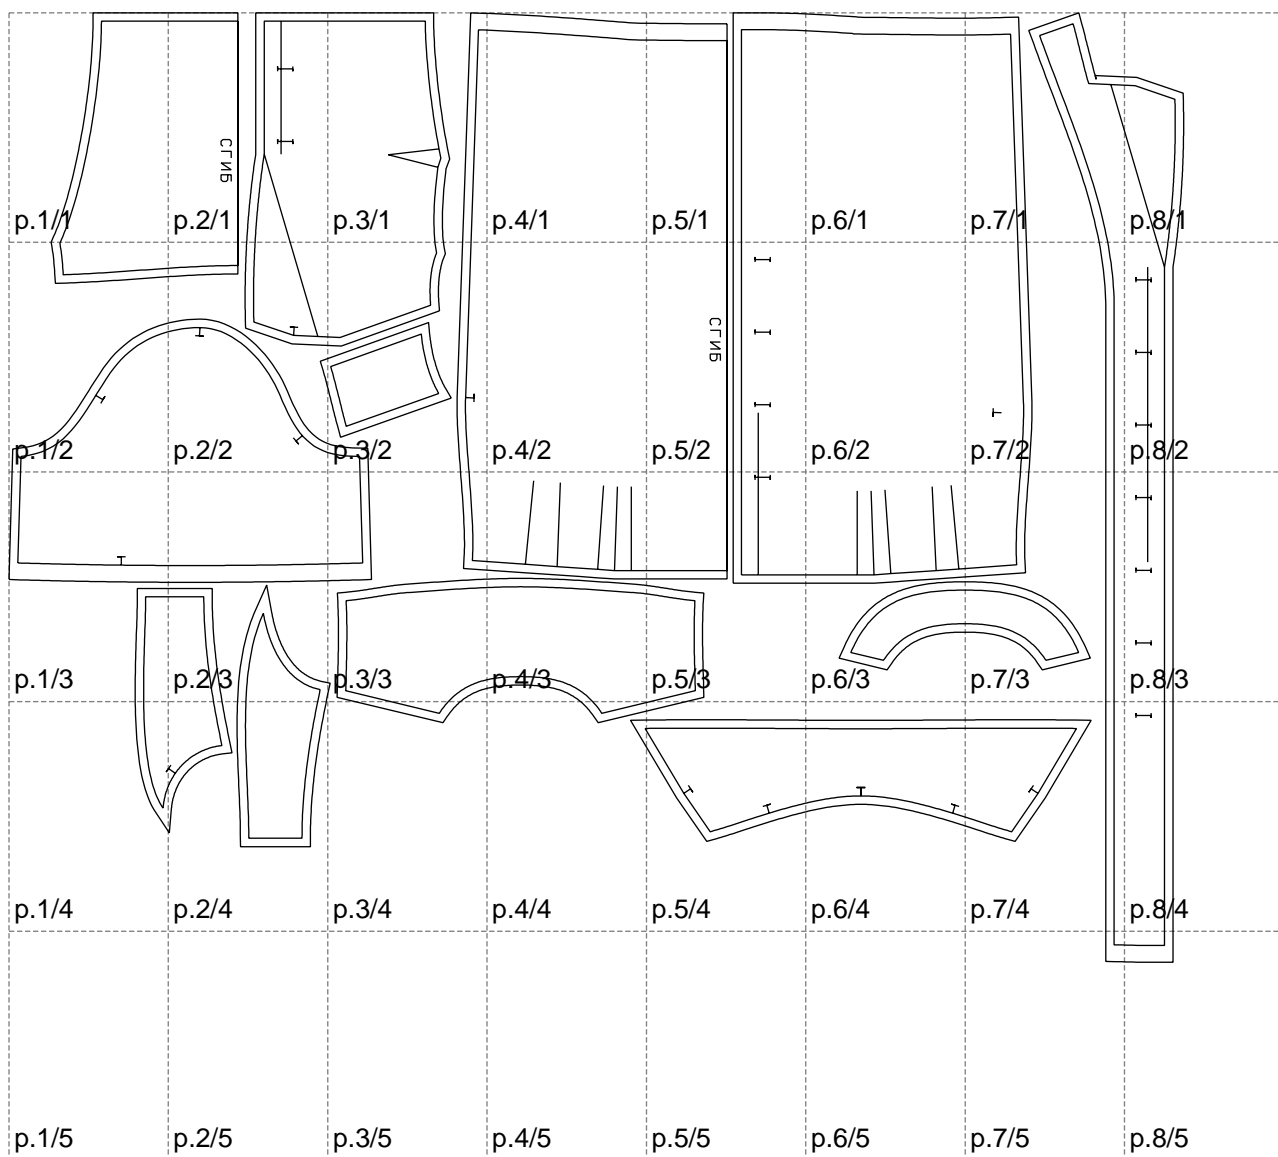 СГИБ
p.1/1 p.2/1 p.3/1 p.4/1 p.5/1 p.6/1 p.7/1 p.8/1
СГИБ
p.1/2 p.2/2 p.3/2 p.4/2 p.5/2 p.6/2 p.7/2 p.8/2
p.1/3 p.2/3 p.3/3 p.4/3 p.5/3 p.6/3 p.7/3 p.8/3
p.1/4 p.2/4 p.3/4 p.4/4 p.5/4 p.6/4 p.7/4 p.8/4
p.1/5 p.2/5 p.3/5 p.4/5 p.5/5 p.6/5 p.7/5 p.8/5